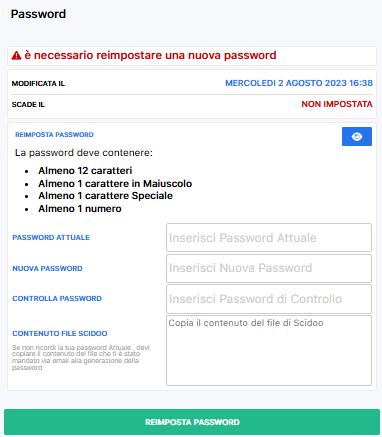 Password
è necessario reimpostare una nuova password
MODIFICATA IL MERCOLEDI 2 AGOSTO 2023 16:38
SCADE IL NON IMPOSTATA
REIMPOSTA PASSWORD
La password deve contenere:
Almeno 12 caratteri
Almeno 1 carattere in Maiuscolo
Almeno 1 carattere Speciale
Almeno 1 numero
PASSWORD ATTUALE Inserisci Password Attuale
NUOVA PASSWORD Inserisci Nuova Password
CONTROLLA PASSWORD Inserisci Password di Controllo
Copia il contenuto del file di Scidoo
CONTENUTO FILE SCIDOO
Se non ricordi la tua password Attuale , devi
copiare il contenuto del file che ti è stato
mandato via email alla generazione della
password
REIMPOSTA PASSWORD